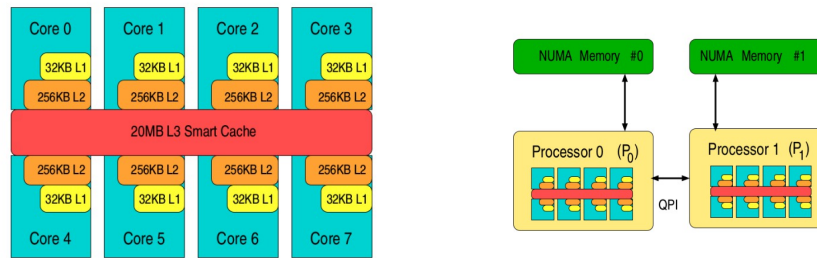 Core 0 Core 1 Core 2 Core 3
32KB L1 32KB L1 32KB L1 32KB L1
256KB L2 256KB L2 256KB L2 256KB L2
20MB L3 Smart Cache
256KB L2 256KB L2 256KB L2 256KB L2
32KB L1 32KB L1 32KB L1 32KB L1
Core 4 Core 5 Core 6 Core 7
NUMA Memory #0 NUMA Memory #1
Processor 0 (P0) Processor 1 (P1)
QPI